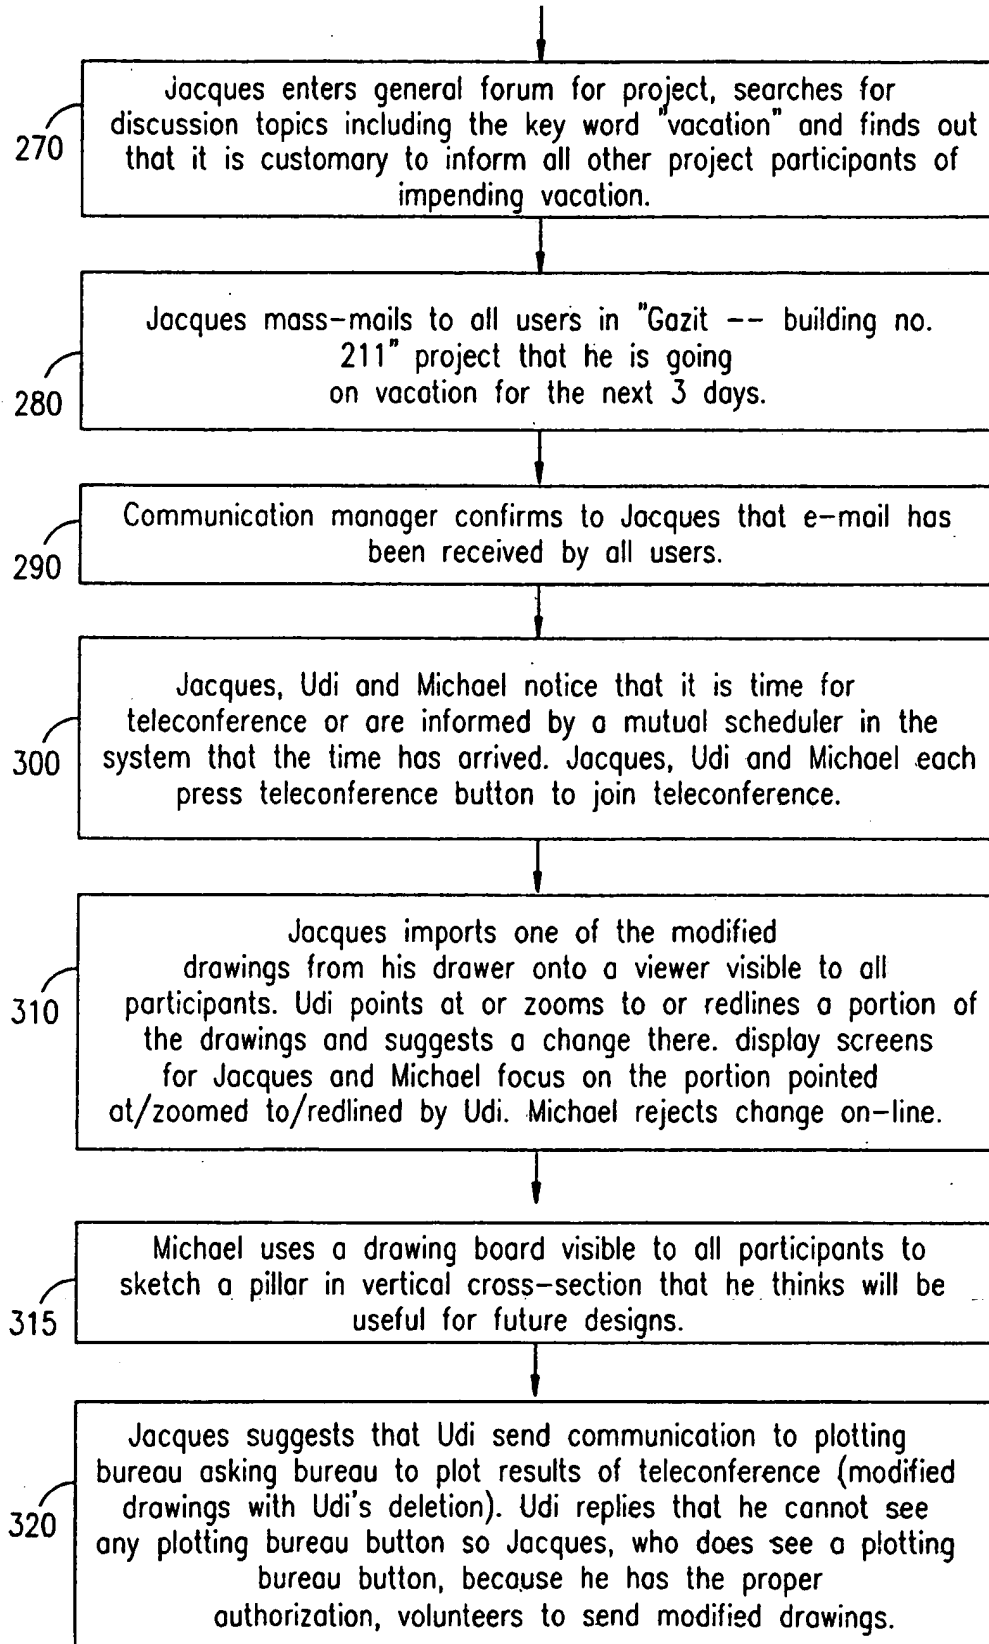 Jacques enters general forum for project, searches for
discussion topics including the key word "vacation" and finds out
that it is customary to inform all other project participants of
impending vacation.
270
Jacques mass-mails to all users in "Gazit -- building no.
211" project that he is going
on vacation for the next 3 days.
280
Communication manager confirms to Jacques that e-mail has
been received by all users.
290
Jacques, Udi and Michael notice that it is time for
teleconference or are informed by a mutual scheduler in the
system that the time has arrived. Jacques, Udi and Michael each
press teleconference button to join teleconference.
300
Jacques imports one of the modified
drawings from his drawer onto a viewer visible to all
participants. Udi points at or zooms to or redlines a portion of
the drawings and suggests a change there. display screens
for Jacques and Michael focus on the portion pointed
at/zoomed to/redlined by Udi. Michael rejects change on-line.
310
Michael uses a drawing board visible to all participants to
sketch a pillar in vertical cross-section that he thinks will be
useful for future designs.
315
Jacques suggests that Udi send communication to plotting
bureau asking bureau to plot results of teleconference (modified
drawings with Udi's deletion). Udi replies that he cannot see
any plotting bureau button so Jacques, who does see a plotting
bureau button, because he has the proper
authorization, volunteers to send modified drawings.
320